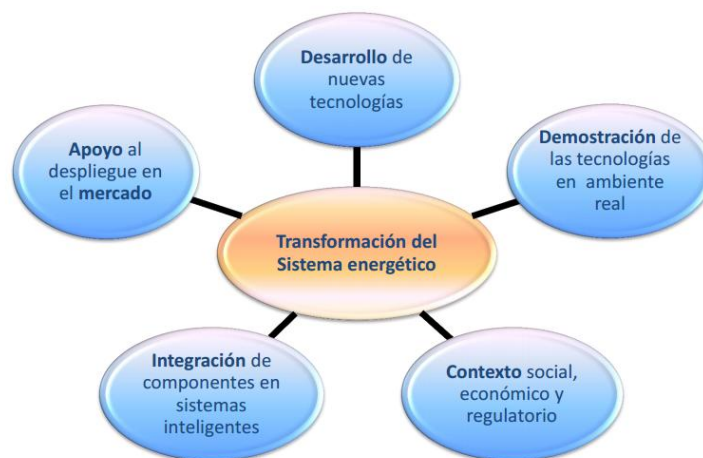 Desarrollo de
nuevas
tecnologías
Apoyo al
despliegue en
el mercado
Demostración de
las tecnologías
en ambiente
real
Transformación del
Sistema energético
Integración de
componentes en
sistemas
inteligentes
Contexto social,
económico y
regulatorio